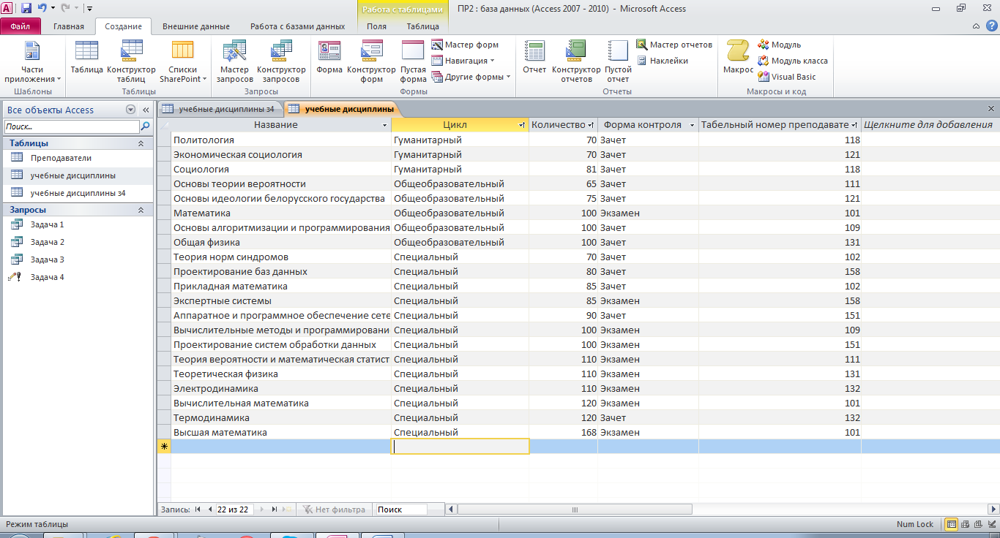 Работа с таблицами
ПР2 : база данных (Access 2007 - 2010) - Microsoft Access
Файл Главная Создание Внешние данные Работа с базами данных Поля Таблица
Части приложения
Таблица
Конструктор таблиц
Списки SharePoint
Мастер запросов
Конструктор запросов
Форма
Конструктор форм
Пустая форма
Мастер форм
Навигация
Другие формы
Отчет
Конструктор отчетов
Пустой отчет
Мастер отчетов
Наклейки
Макрос
Модуль
Модуль класса
Visual Basic
Шаблоны Таблицы Запросы Формы Отчеты Макросы и код
Все объекты Access
Поиск...
Таблицы
Преподаватели
учебные дисциплины
учебные дисциплины з4
Запросы
Задача 1
Задача 2
Задача 3
Задача 4
учебные дисциплины з4 учебные дисциплины
Название Цикл Количество Форма контроля Табельный номер преподавате Щелкните для добавления
Политология Гуманитарный 70 Зачет 118
Экономическая социология Гуманитарный 70 Зачет 121
Социология Гуманитарный 81 Зачет 118
Основы теории вероятности Общеобразовательный 65 Зачет 111
Основы идеологии белорусского государства Общеобразовательный 75 Зачет 121
Математика Общеобразовательный 100 Экзамен 101
Основы алгоритмизации и программирования Общеобразовательный 100 Зачет 109
Общая физика Общеобразовательный 100 Зачет 131
Теория норм синдромов Специальный 70 Зачет 102
Проектирование баз данных Специальный 80 Зачет 158
Прикладная математика Специальный 85 Зачет 102
Экспертные системы Специальный 85 Экзамен 158
Аппаратное и программное обеспечение сете Специальный 90 Зачет 151
Вычислительные методы и программировани Специальный 100 Экзамен 109
Проектирование систем обработки данных Специальный 100 Экзамен 151
Теория вероятности и математическая статист Специальный 110 Экзамен 111
Теоретическая физика Специальный 110 Экзамен 131
Электродинамика Специальный 110 Экзамен 132
Вычислительная математика Специальный 120 Экзамен 101
Термодинамика Специальный 120 Зачет 132
Высшая математика Специальный 168 Экзамен 101
Запись: 22 из 22 Нет фильтра Поиск
Режим таблицы Num Lock